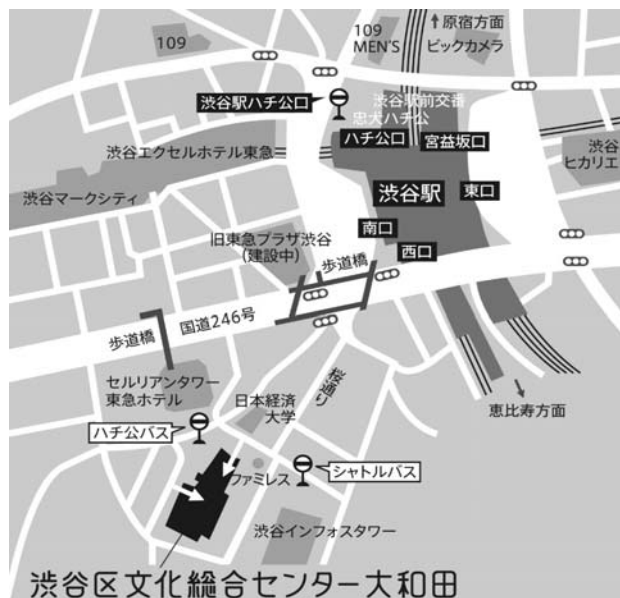 ↑原宿方面
109
109
MEN'S
ビックカメラ
渋谷駅ハチ公口
渋谷駅前交番
忠犬ハチ公
ハチ公口
宮益坂口
渋谷エクセルホテル東急
渋谷
ヒカリエ
渋谷マークシティ
渋谷駅
東口
南口
西口
旧東急プラザ渋谷
(建設中)
歩道橋
国道246号
歩道橋
セルリアンタワー
東急ホテル
桜通り
日本経済
大学
恵比寿方面
ハチ公バス
ファミレス
シャトルバス
渋谷インフォスタワー
渋谷区文化総合センター大和田